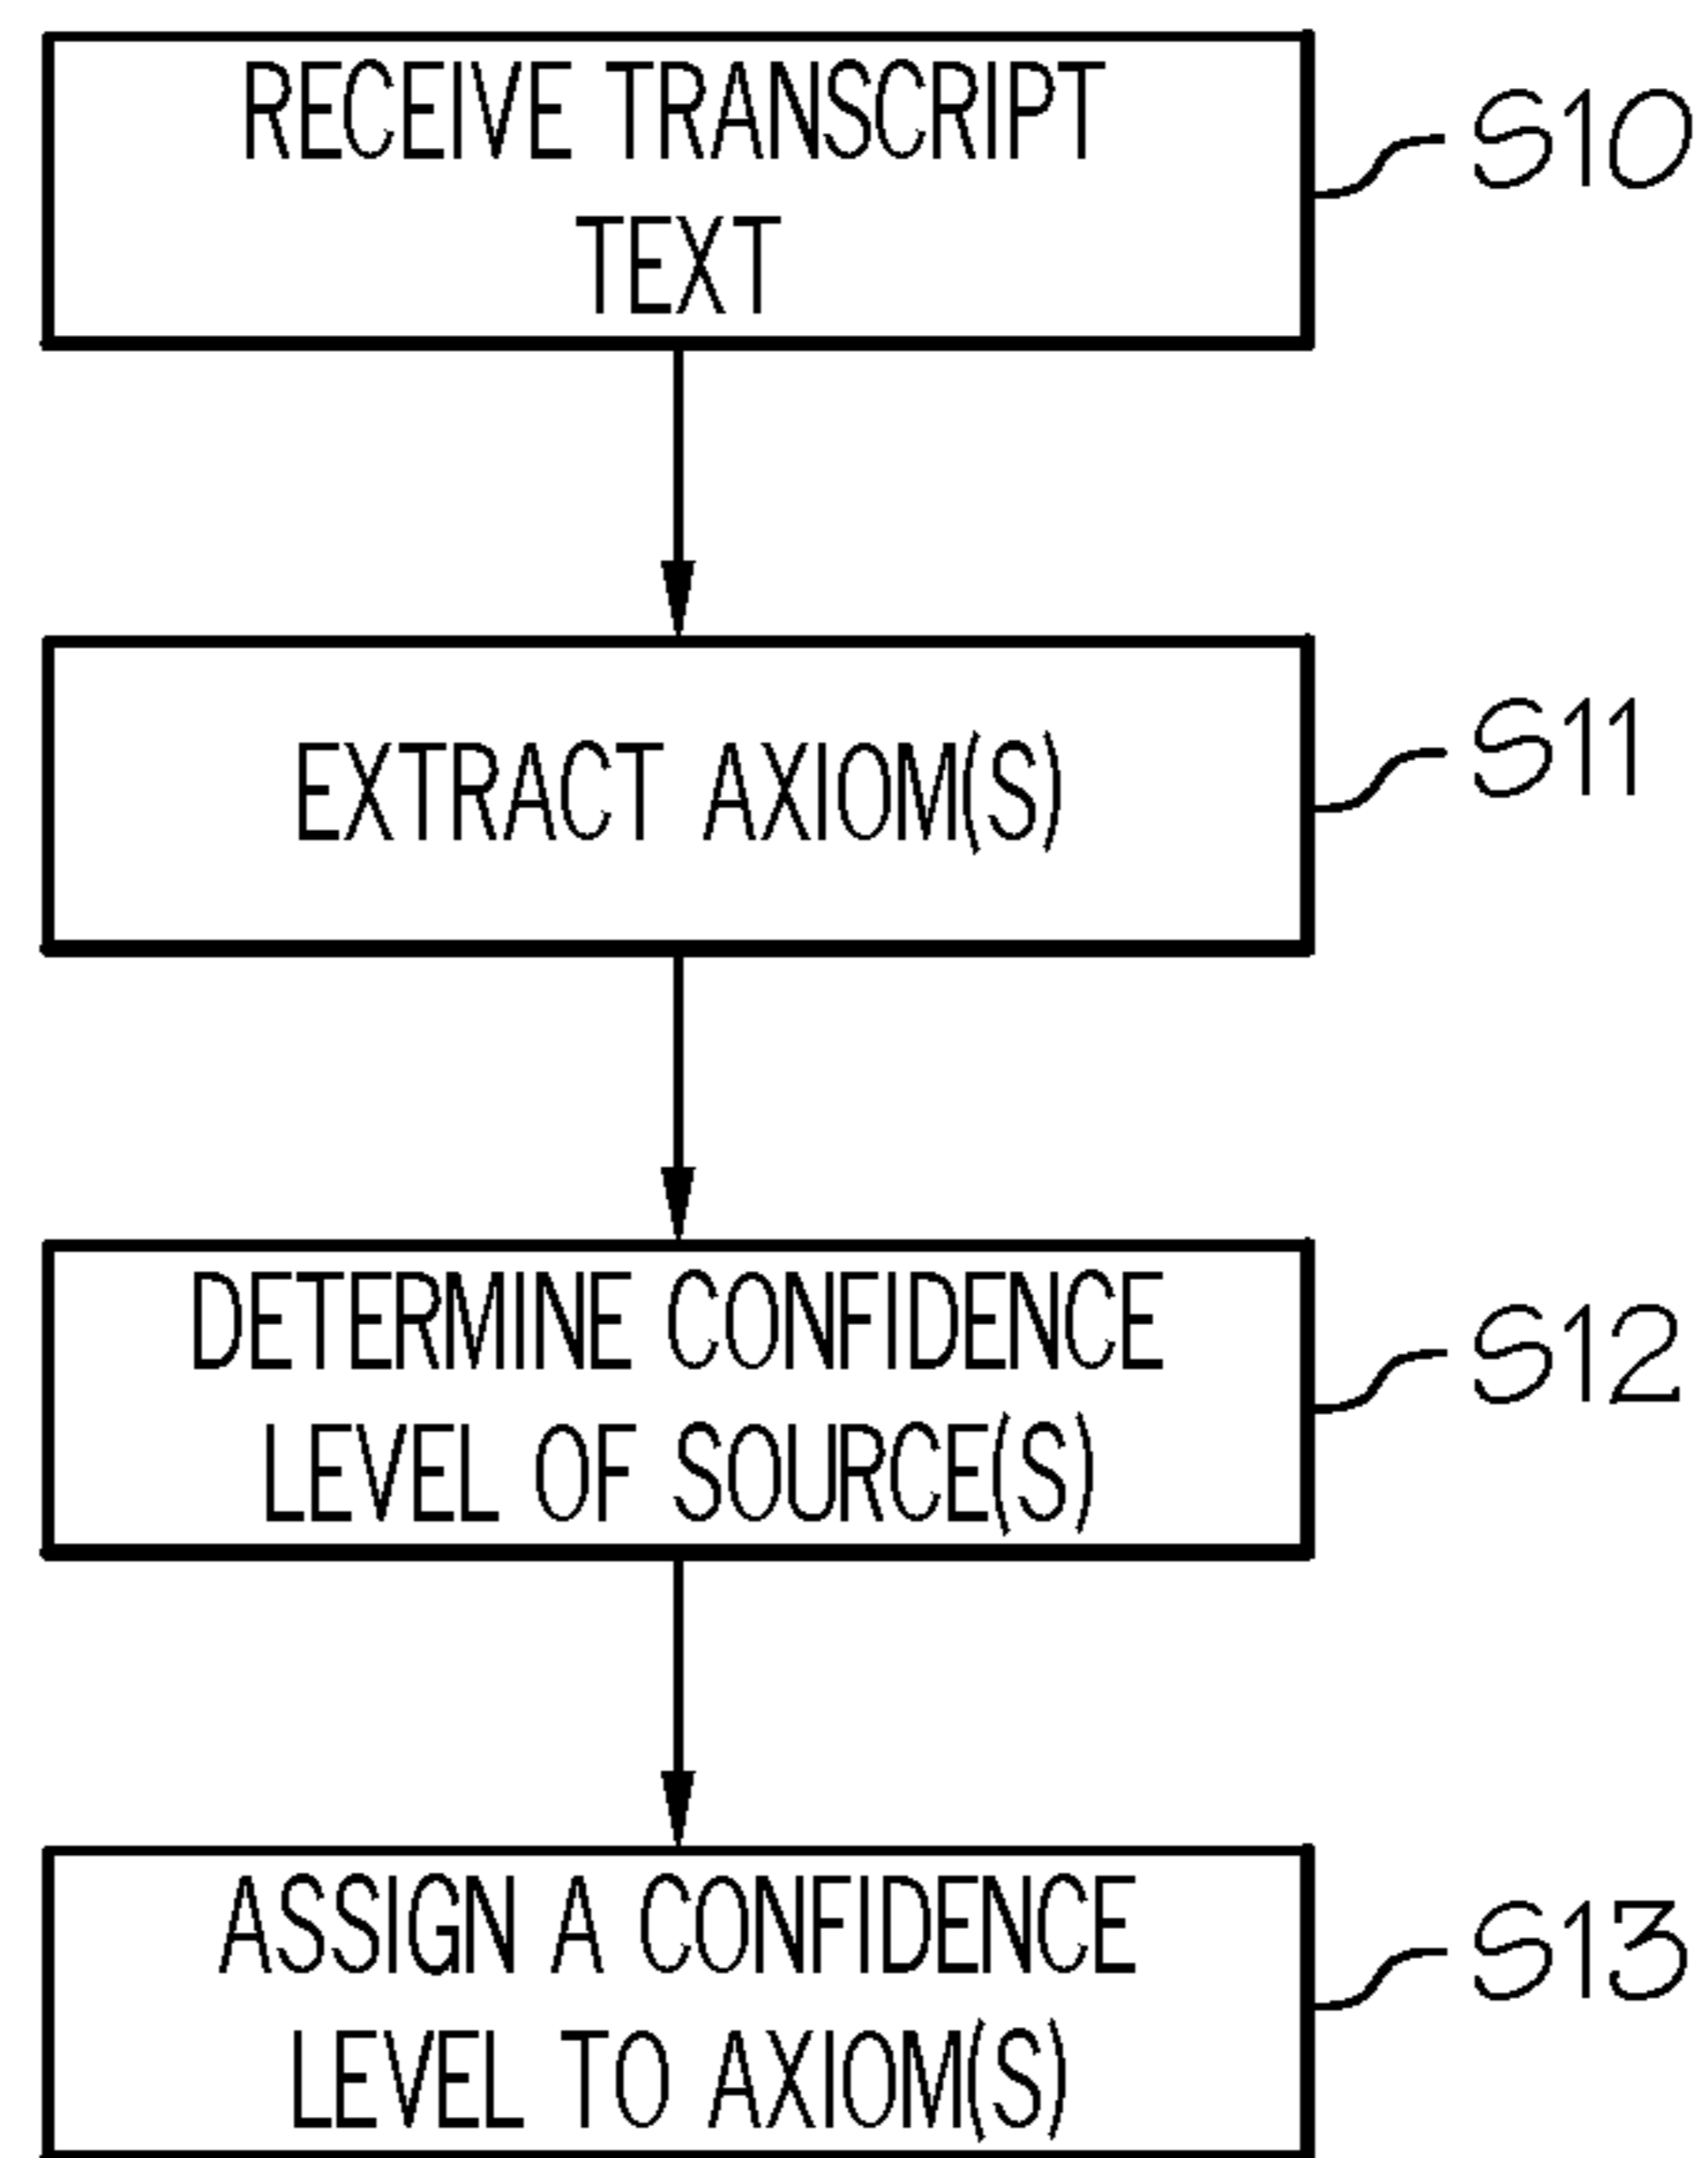 RECEIVE TRANSCRIPT
TEXT
S10
EXTRACT AXIOM(S)
S11
DETERMINE CONFIDENCE
LEVEL OF SOURCE(S)
S12
ASSIGN A CONFIDENCE
LEVEL TO AXIOM(S)
S13